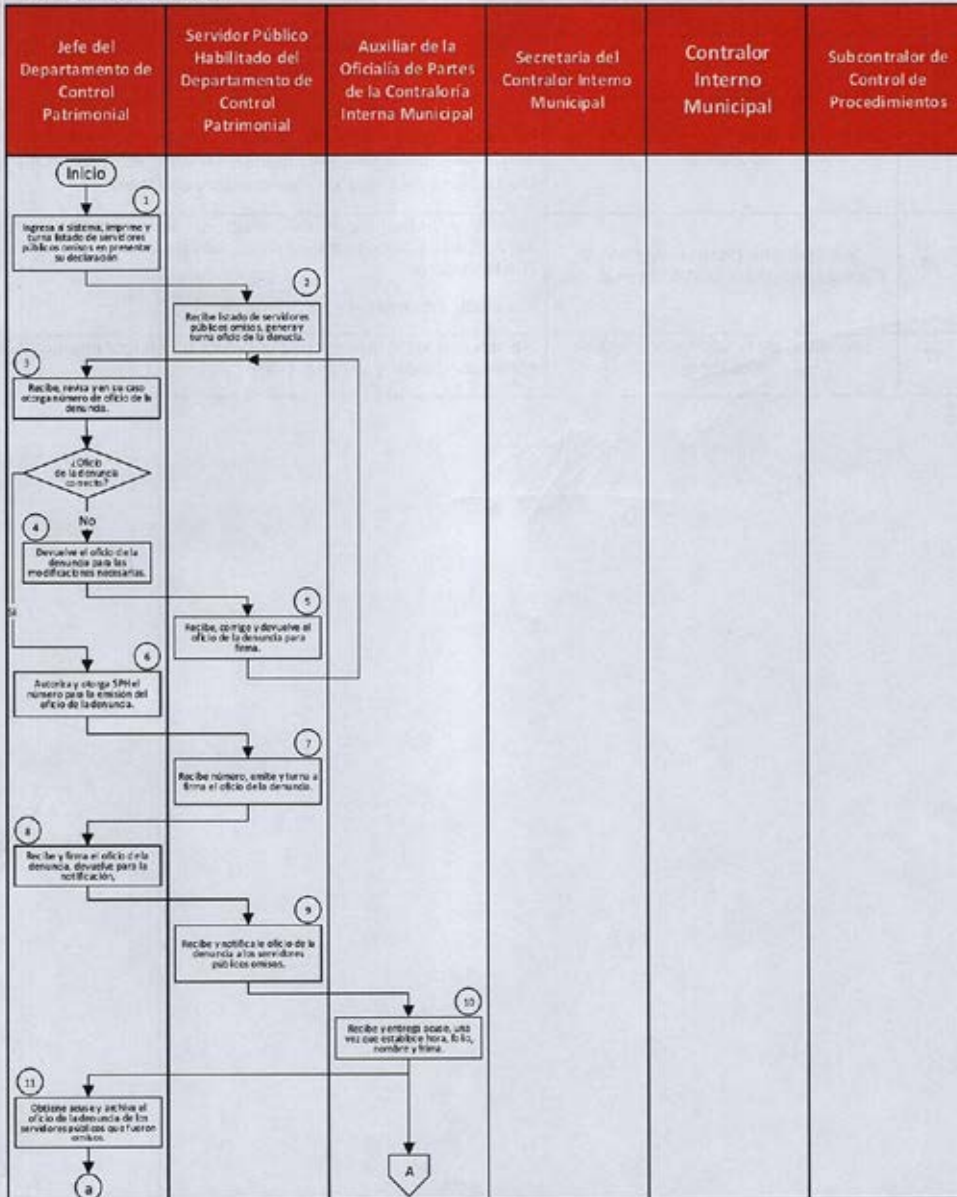 Jefe del
Departamento de
Control
Patrimonial
Servidor Público
Habilitado del
Departamento de
Control
Patrimonial
Auxiliar de la
Oficialía de Partes
de la Contraloría
Interna Municipal
Secretaria del
Contralor Interno
Municipal
Contralor
Interno
Municipal
Subcontralor de
Control de
Procedimientos
Inicio
1
Ingresa al sistema, imprime y
turna listado de servidores
públicos omisos en presentar
su declaración
2
Recibe listado de servidores
públicos omisos, genera y
turna oficio de la denucia.
3
Recibe, revisa y en su caso
otorga número de oficio de la
denuncia.
¿Oficio
de la denuncia
correcto?
No
Si
4
Devuelve el oficio de la
denuncia para las
modificaciones necesarias.
5
Recibe, corrige y devuelve el
oficio de la denuncia para
firma.
6
Autoriza y otorga SPH el
número para la emisión del
oficio de la denuncia.
7
Recibe número, emite y turna a
firma el oficio de la denuncia.
8
Recibe y firma el oficio de la
denuncia, devuelve para la
notificación,
9
Recibe y notifica le oficio de la
denuncia a los servidores
públicos omisos.
10
Recibe y entrega acuse, una
vez que establece hora, folio,
nombre y frima.
11
Obtiene acuse y archiva el
oficio de la denuncia de los
servidores públicos que fueron
omisos.
a
A